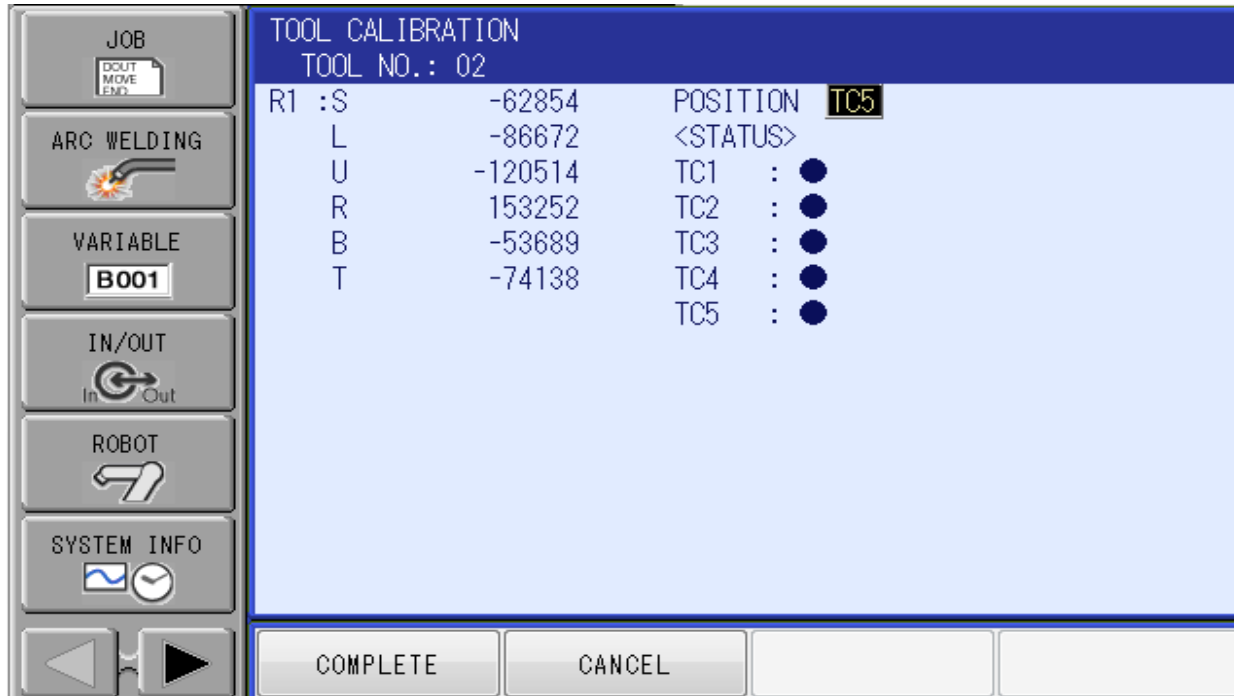 JOB
DOUT
MOVE
END
ARC WELDING
VARIABLE
B001
IN/OUT
In Out
ROBOT
SYSTEM INFO
TOOL CALIBRATION
TOOL NO.: 02
R1 :S -62854 POSITION TC5
L -86672 <STATUS>
U -120514 TC1 : ●
R 153252 TC2 : ●
B -53689 TC3 : ●
T -74138 TC4 : ●
TC5 : ●
COMPLETE CANCEL